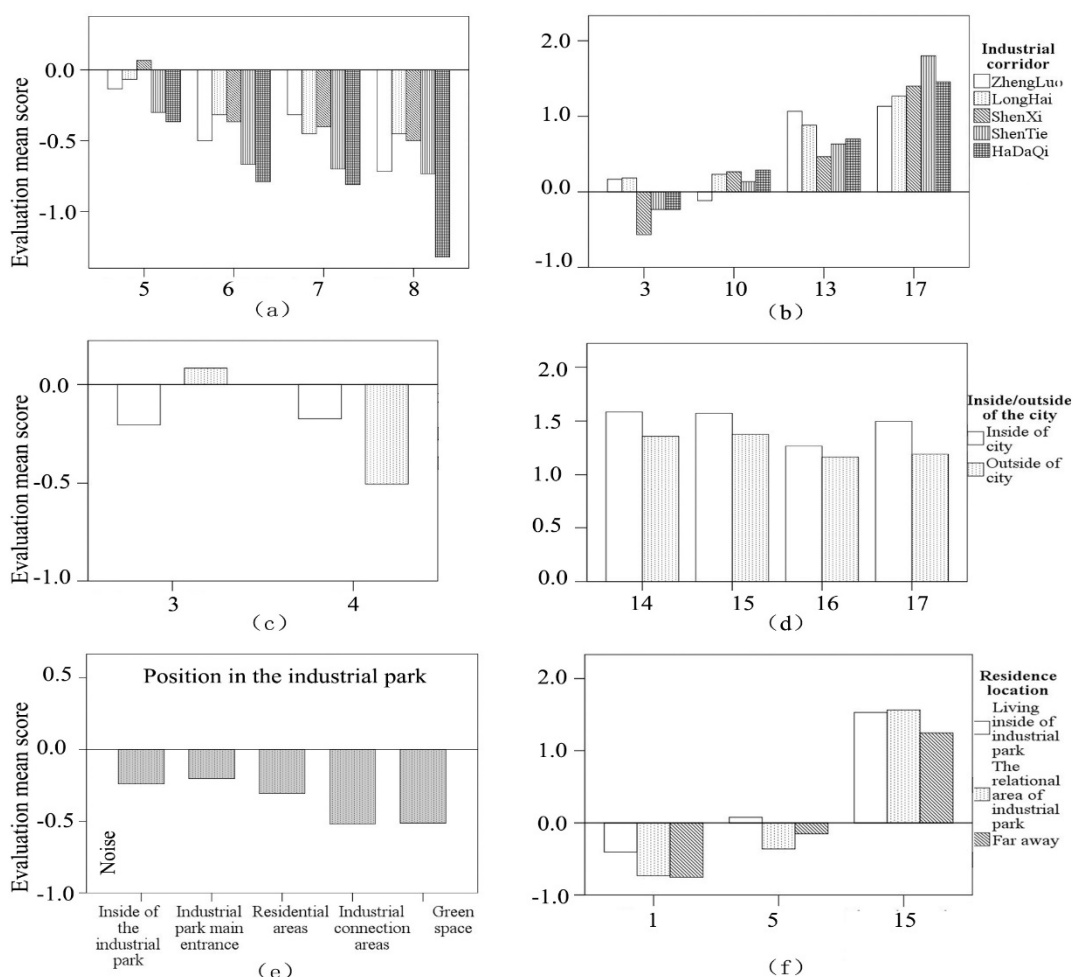 Evaluation mean score
0.0
-0.5
-1.0
5 6 7 8
(a)
2.0
1.0
0.0
-1.0
3 10 13 17
(b)
Industrial
corridor
ZhengLuo
LongHai
ShenXi
ShenTie
HaDaQi
Evaluation mean score
0.0
-0.5
-1.0
3 4
(c)
2.0
1.5
1.0
0.5
0.0
14 15 16 17
(d)
Inside/outside
of the city
Inside of
city
Outside of
city
Evaluation mean score
0.5
0.0
-0.5
-1.0
Position in the industrial park
Noise
Inside of
the
industrial
park
Industrial
park main
entrance
Residential
areas
Industrial
connection
areas
Green
space
(e)
2.0
1.0
0.0
-1.0
1 5 15
(f)
Residence
location
Living
inside of
industrial
park
The
relational
area of
industrial
park
Far away